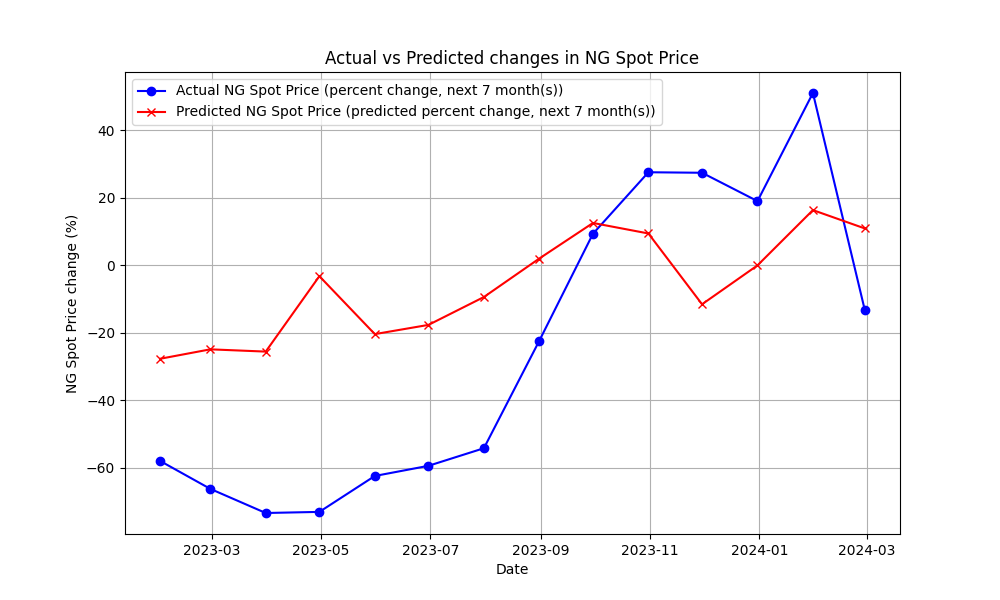 Actual vs Predicted changes in NG Spot Price
Actual NG Spot Price (percent change, next 7 month(s))
Predicted NG Spot Price (predicted percent change, next 7 month(s))
NG Spot Price change (%)
40
20
0
−20
−40
−60
2023-03 2023-05 2023-07 2023-09 2023-11 2024-01 2024-03
Date